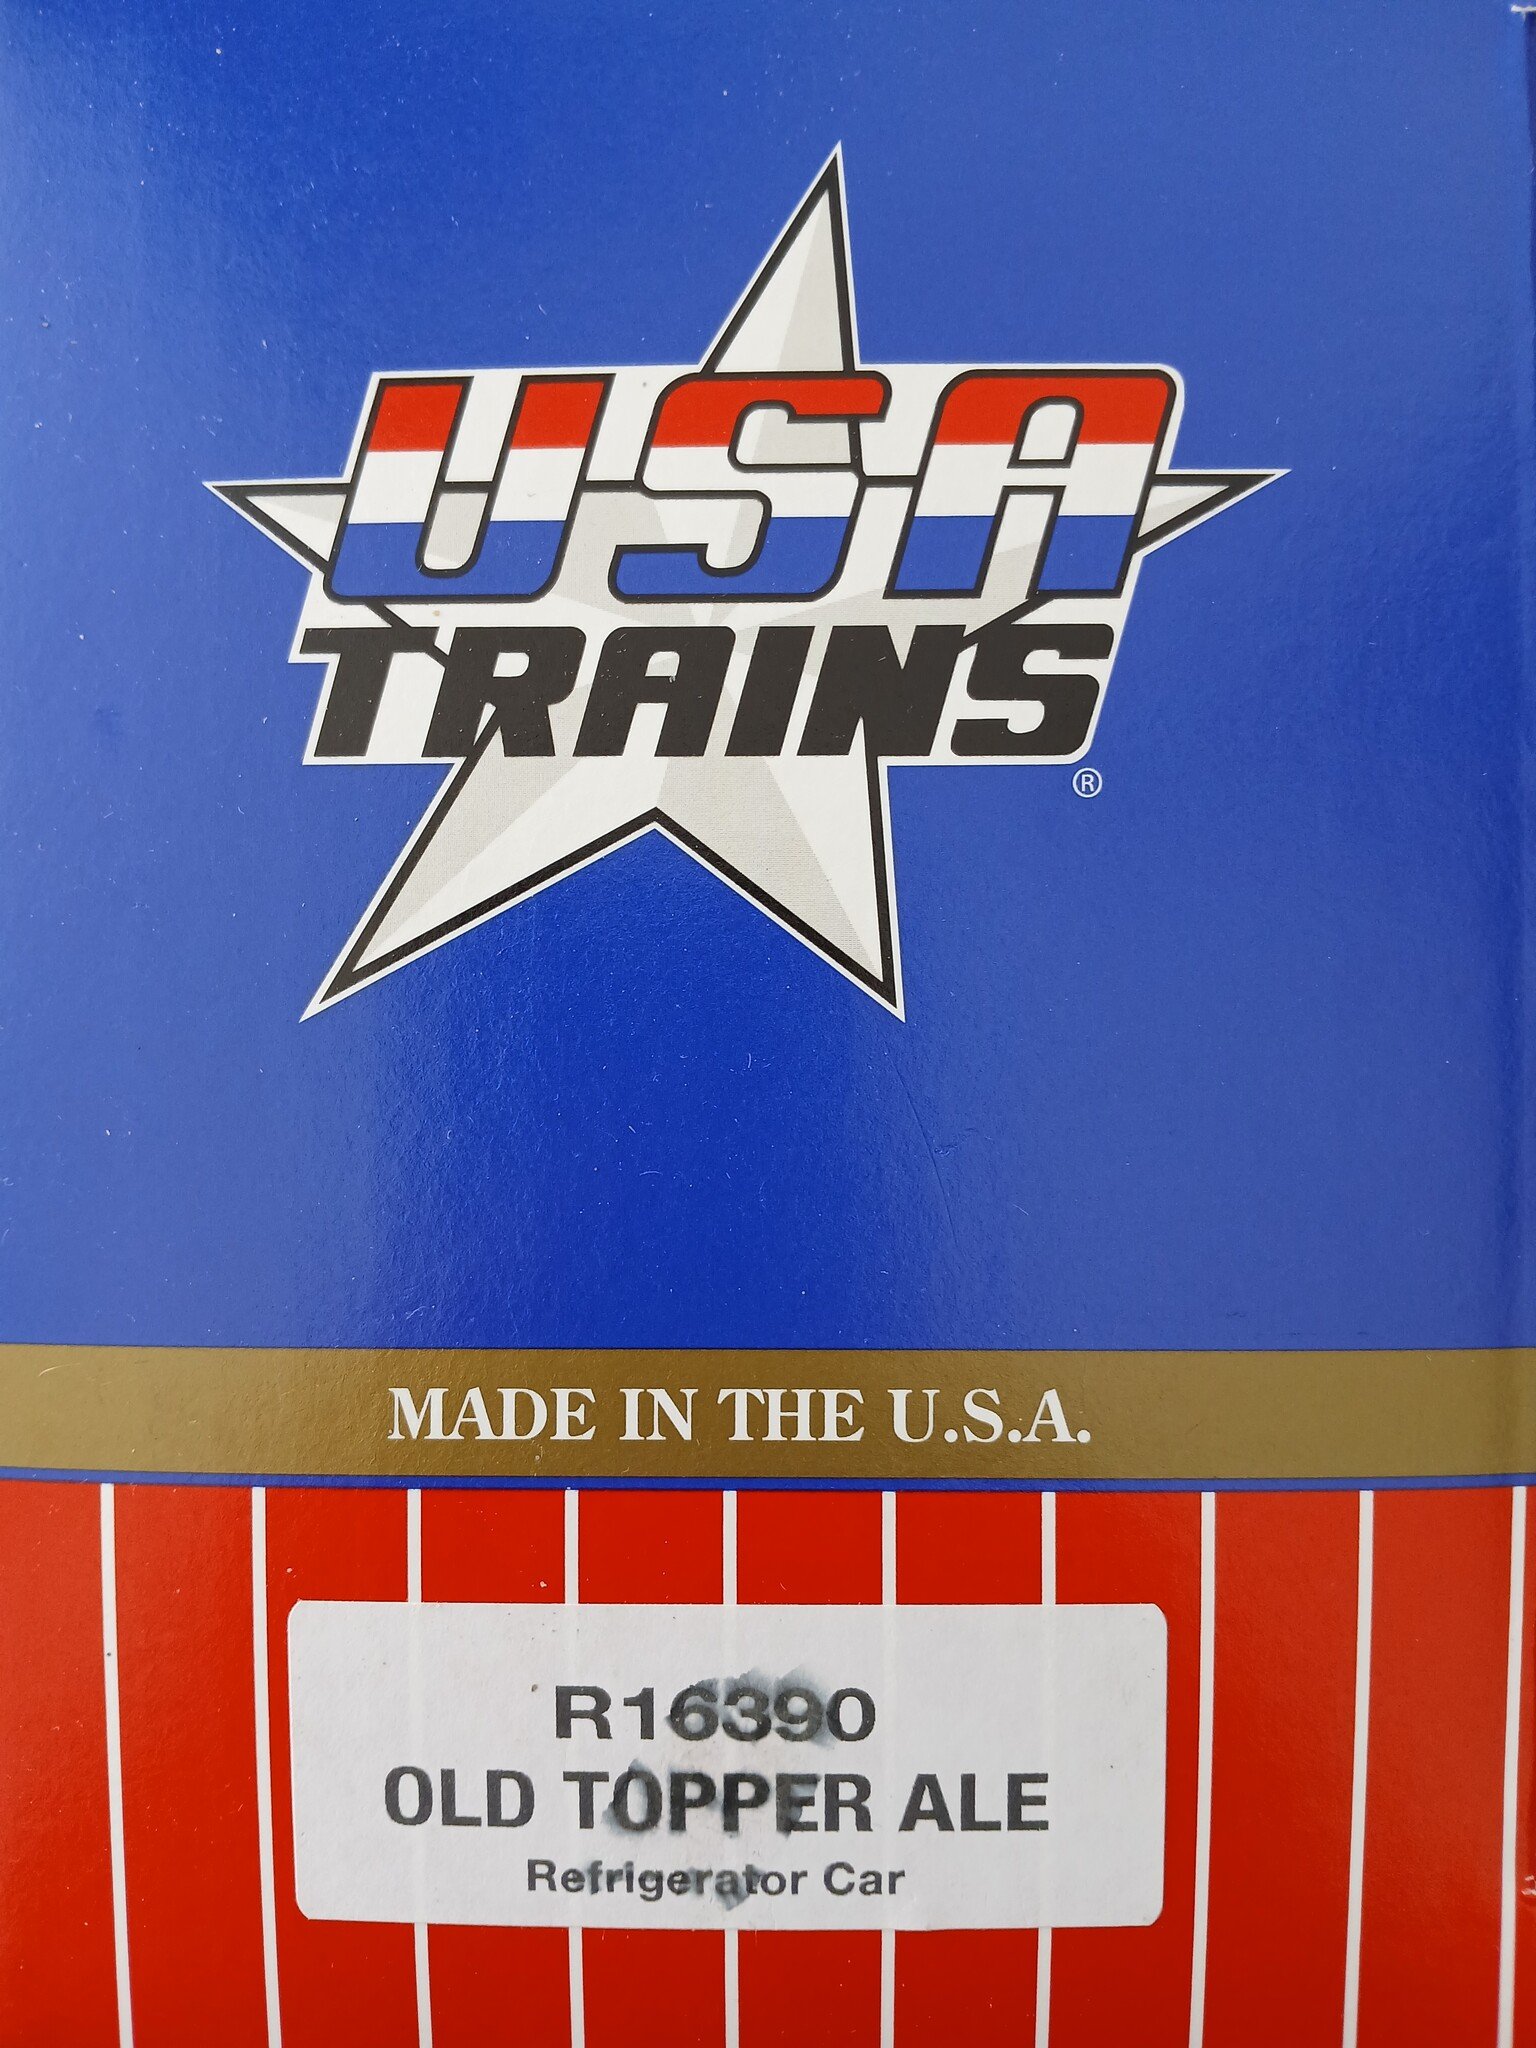 USA
TRAINS
®
MADE IN THE U.S.A.
R16390
OLD TOPPER ALE
Refrigerator Car